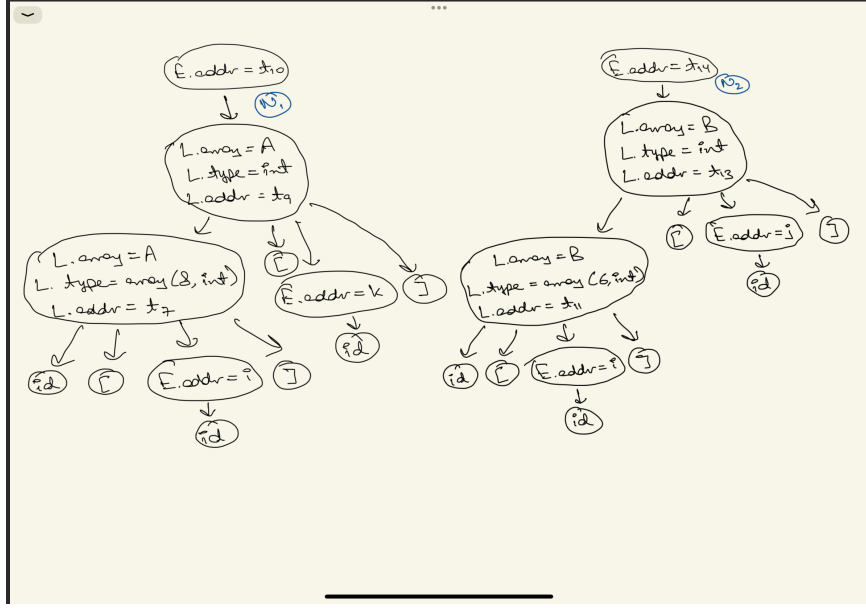 E.addr = t10
N1
L.array = A
L.type = int
L.addr = t9
L.array = A
L. type = array (8, int)
L.addr = t7
[
E.addr = k
]
id
id
[
E.addr = i
]
id
E.addr = t14
N2
L.array = B
L. type = int
L.addr = t13
L.array = B
L.type = array (6, int)
L.addr = t11
[
E.addr = j
]
id
id
[
E.addr = i
]
id